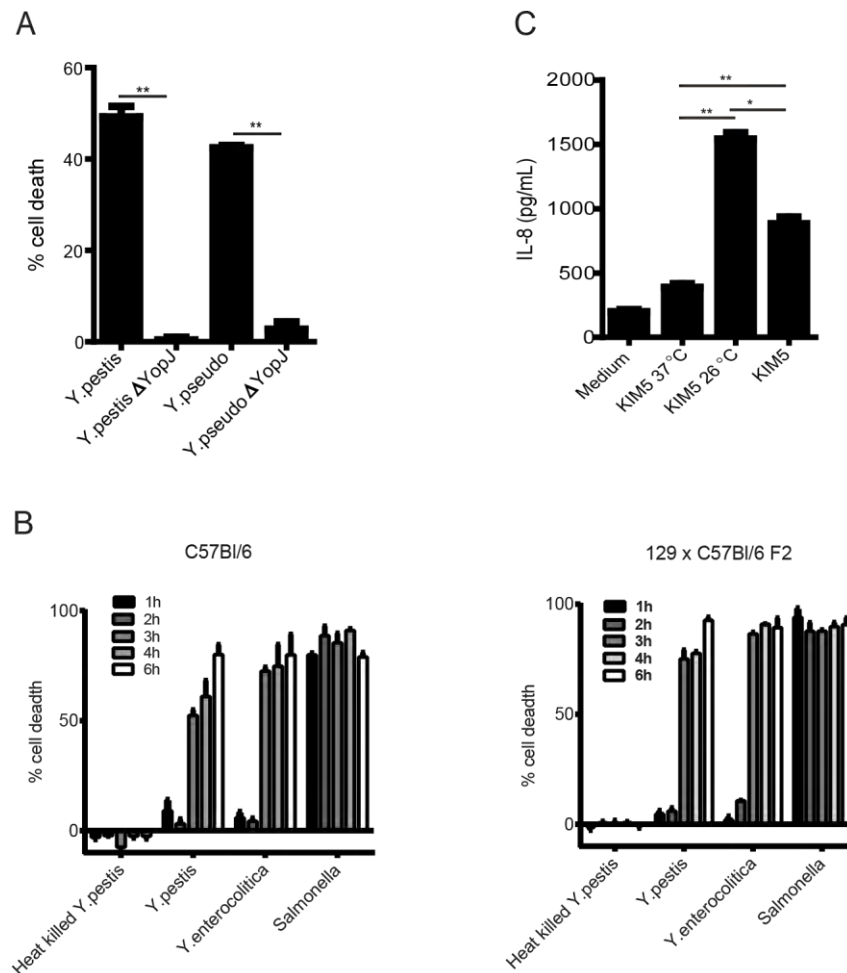 A
60
40
20
0
% cell death
**
**
Y.pestis
Y.pestis ΔYopJ
Y.pseudo
Y.pseudo ΔYopJ
C
2000
1500
1000
500
0
IL-8 (pg/mL)
**
**
*
Medium
KIM5 37°C
KIM5 26°C
KIM5
B
C57Bl/6
100
50
0
% cell deadth
1h
2h
3h
4h
6h
Heat killed Y.pestis
Y.pestis
Y.enterocolitica
Salmonella
129 x C57Bl/6 F2
100
50
0
% cell deadth
1h
2h
3h
4h
6h
Heat killed Y.pestis
Y.pestis
Y.enterocolitica
Salmonella